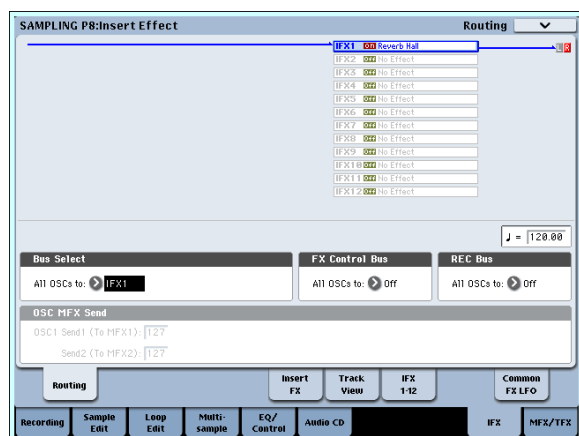 SAMPLING P8:Insert Effect
Routing
IFX1 On Reverb Hall
L R
IFX2 Off No Effect
IFX3 Off No Effect
IFX4 Off No Effect
IFX5 Off No Effect
IFX6 Off No Effect
IFX7 Off No Effect
IFX8 Off No Effect
IFX9 Off No Effect
IFX10 Off No Effect
IFX11 Off No Effect
IFX12 Off No Effect
♩ = 120.00
Bus Select
FX Control Bus
REC Bus
All OSCs to: IFX1
All OSCs to: Off
All OSCs to: Off
OSC MFX Send
OSC1 Send1 (To MFX1): 127
Send2 (To MFX2): 127
Routing
Insert FX
Track View
IFX 1-12
Common FX LFO
Recording
Sample Edit
Loop Edit
Multi-sample
EQ/Control
Audio CD
IFX
MFX/TFX